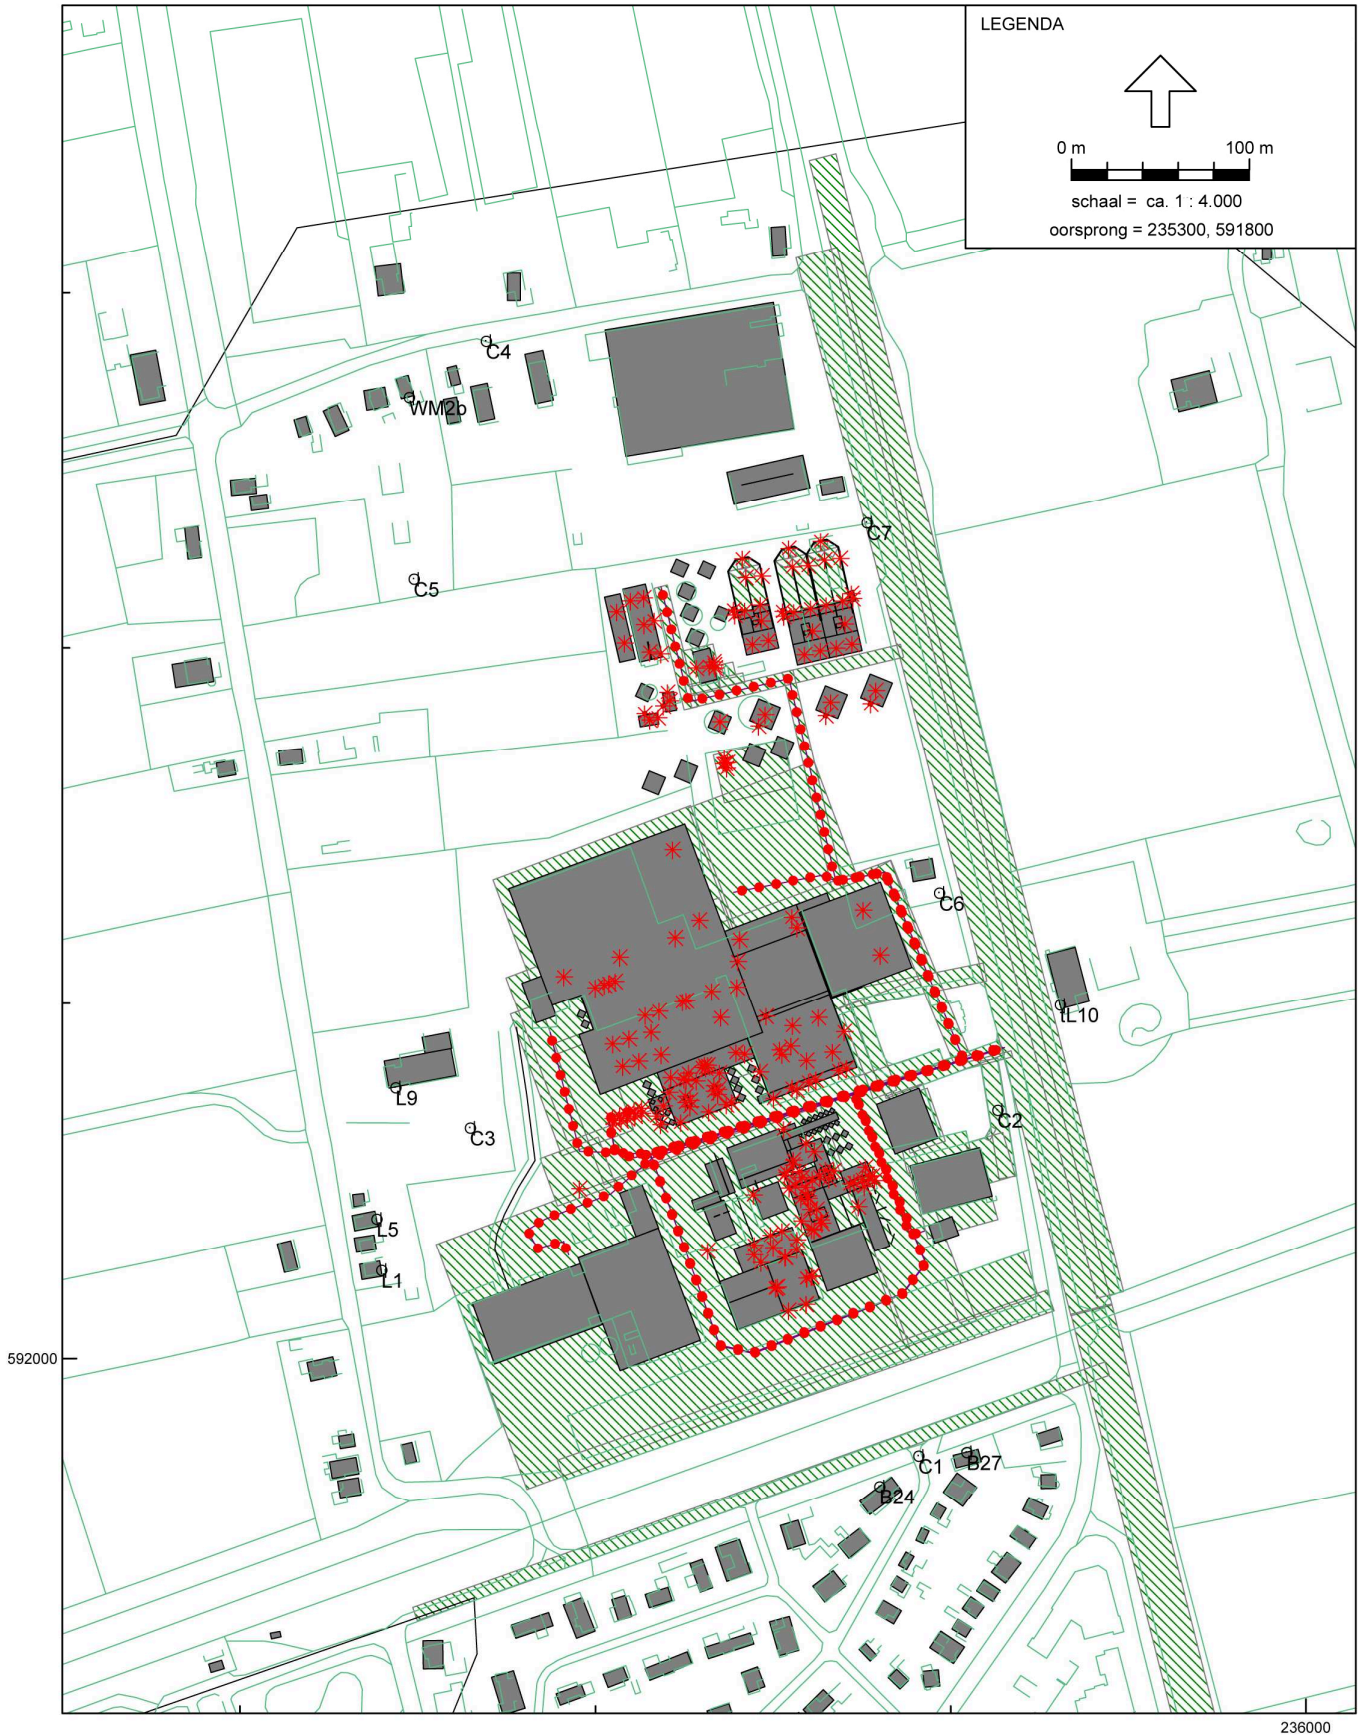 LEGENDA
0 m 100 m
schaal = ca. 1 : 4.000
oorsprong = 235300, 591800
C4
WM2b
C7
C5
C6
IL10
L9
C3
C2
L5
L1
592000
C1
B27
B24
236000